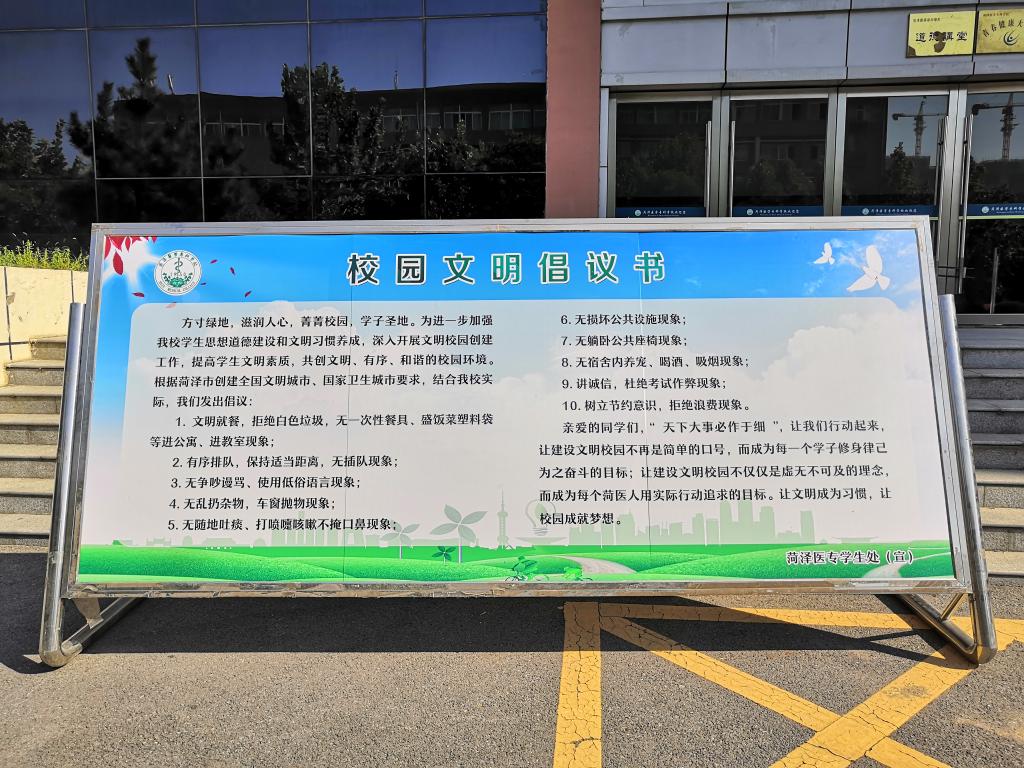 道德讲堂
校园文明倡议书
方寸绿地，滋润人心，菁菁校园，学子圣地。为进一步加强
我校学生思想道德建设和文明习惯养成，深入开展文明校园创建
工作，提高学生文明素质，共创文明、有序、和谐的校园环境。
根据菏泽市创建全国文明城市、国家卫生城市要求，结合我校实
际，我们发出倡议：
1. 文明就餐，拒绝白色垃圾，无一次性餐具、盛饭菜塑料袋
等进公寓、进教室现象；
2. 有序排队，保持适当距离，无插队现象；
3. 无争吵谩骂、使用低俗语言现象；
4. 无乱扔杂物，车窗抛物现象；
5. 无随地吐痰、打喷嚏咳嗽不掩口鼻现象；
6. 无损坏公共设施现象；
7. 无躺卧公共座椅现象；
8. 无宿舍内养宠、喝酒、吸烟现象；
9. 讲诚信，杜绝考试作弊现象；
10. 树立节约意识，拒绝浪费现象。
亲爱的同学们，“ 天下大事必作于细 ”，让我们行动起来，
让建设文明校园不再是简单的口号，而成为每一个学子修身律己
为之奋斗的目标；让建设文明校园不仅仅是虚无不可及的理念，
而成为每个菏医人用实际行动追求的目标。让文明成为习惯，让
校园成就梦想。
菏泽医专学生处（宣）